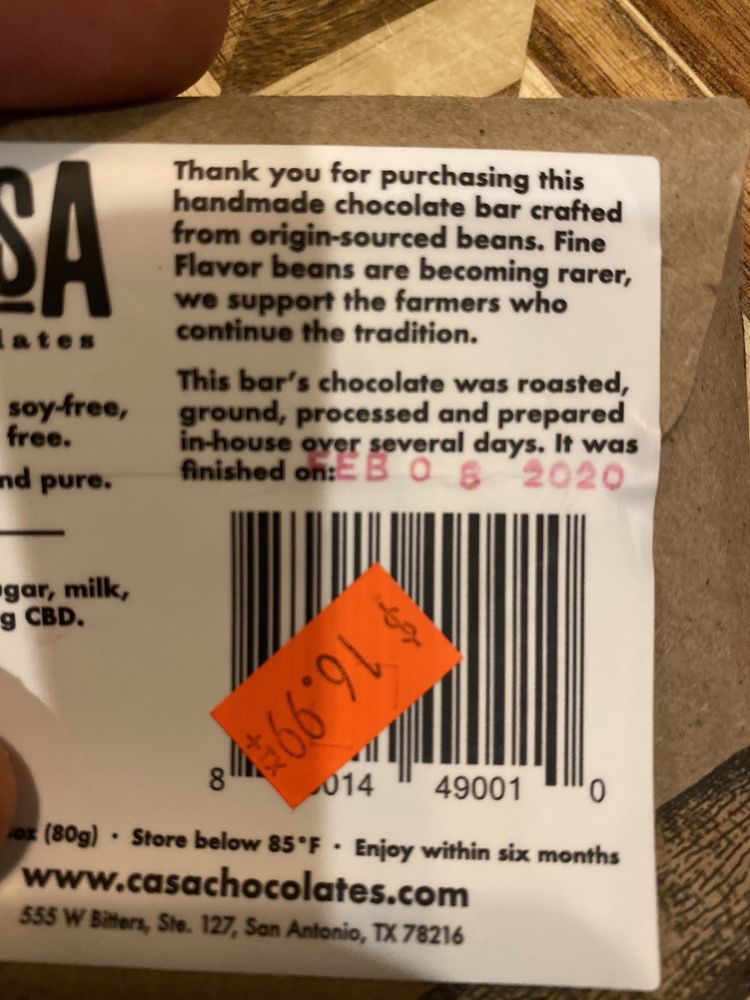 SA
lates
soy-free,
free.
nd pure.
gar, milk,
g CBD.
Thank you for purchasing this
handmade chocolate bar crafted
from origin-sourced beans. Fine
Flavor beans are becoming rarer,
we support the farmers who
continue the tradition.
This bar's chocolate was roasted,
ground, processed and prepared
in-house over several days. It was
finished on: FEB 0 2020
$16.99 +tx
8 014 49001 0
oz (80g) · Store below 85°F · Enjoy within six months
www.casachocolates.com
555 W Bitters, Ste. 127, San Antonio, TX 78216